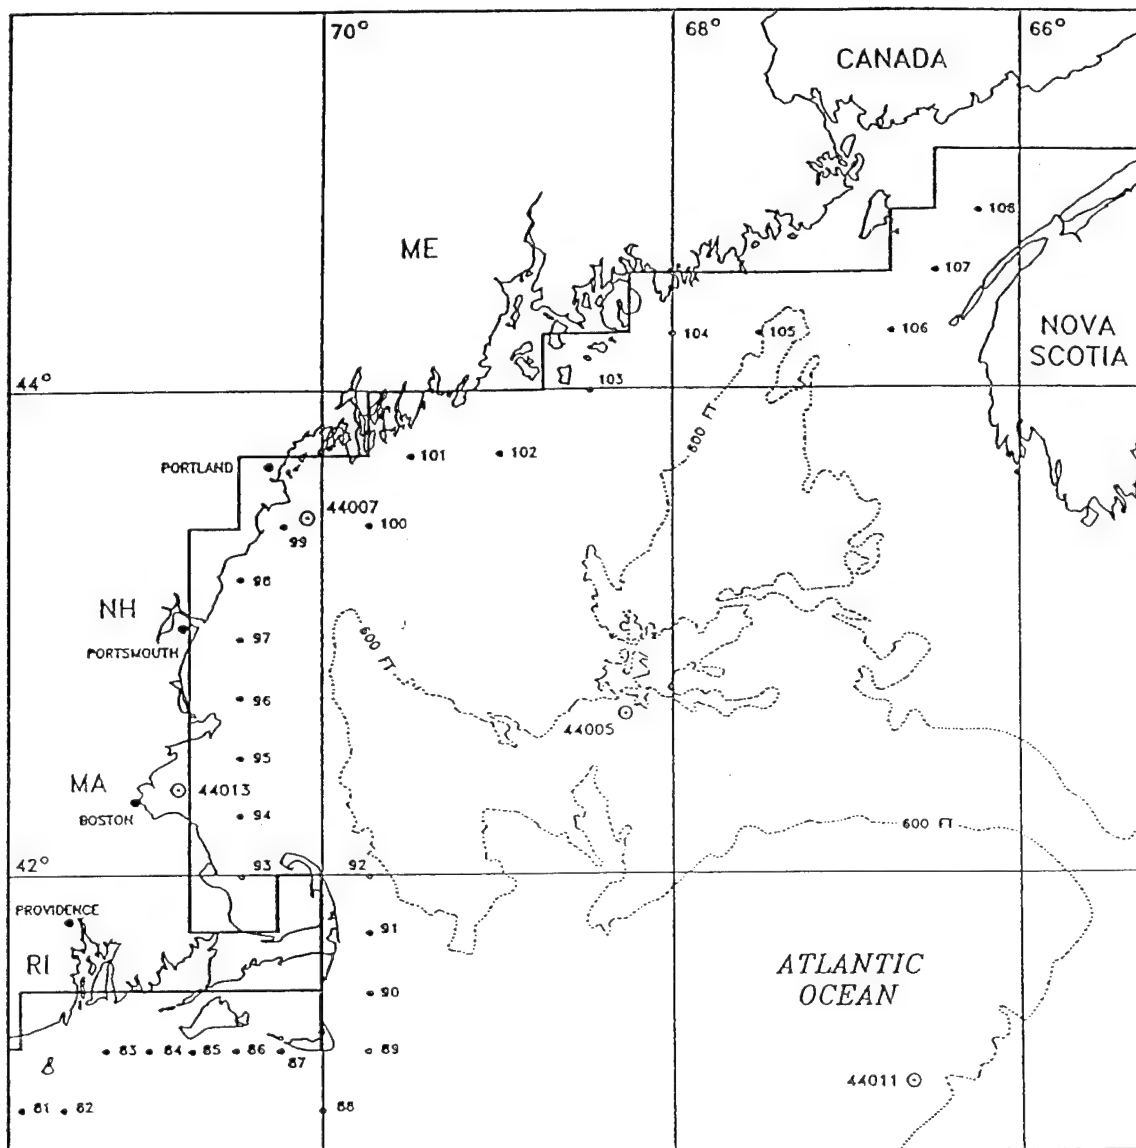 70°
68°
66°
CANADA
108
ME
107
104
105
106
NOVA
SCOTIA
44°
103
600 FT
PORTLAND
101
102
44007
99
100
98
NH
97
PORTSMOUTH
600 FT
96
44005
95
MA
44013
BOSTON
94
600 FT
42°
93
92
PROVIDENCE
91
RI
ATLANTIC
OCEAN
90
83
84
85
86
87
89
44011
81
82
88